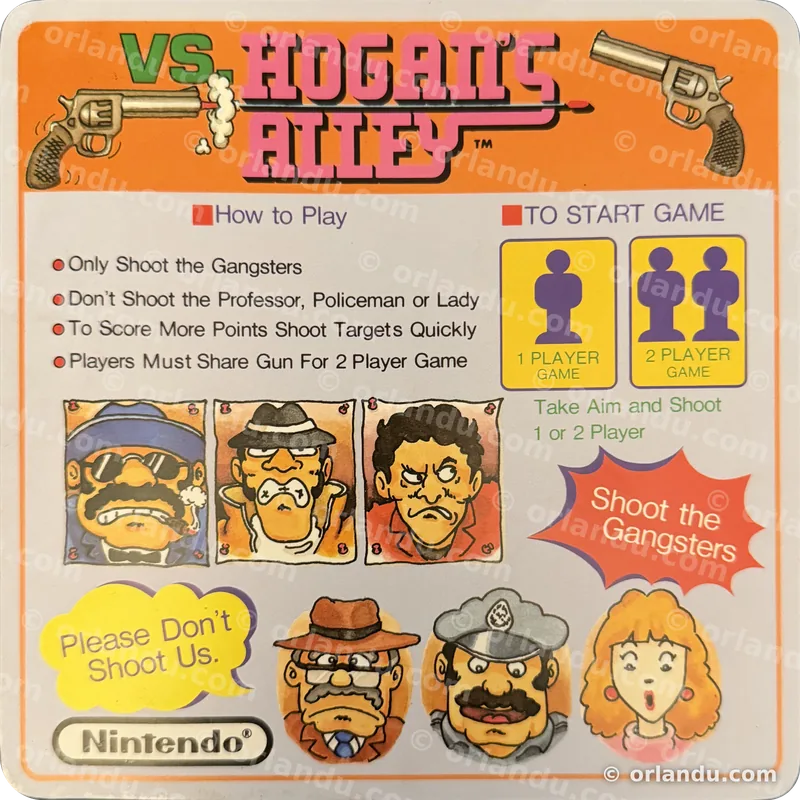 VS. HOGAN'S
ALLEY™
How to Play
Only Shoot the Gangsters
Don't Shoot the Professor, Policeman or Lady
To Score More Points Shoot Targets Quickly
Players Must Share Gun For 2 Player Game
TO START GAME
1 PLAYER
GAME
2 PLAYER
GAME
Take Aim and Shoot
1 or 2 Player
Shoot the
Gangsters
Please Don't
Shoot Us.
Nintendo®
© orlandu.com